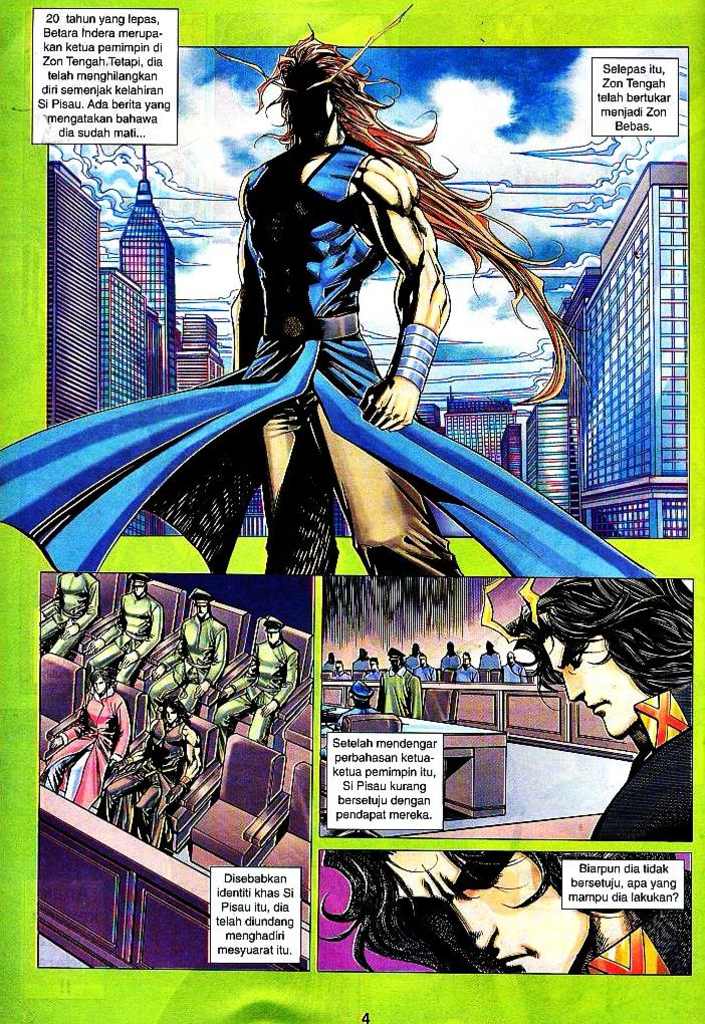 20 tahun yang lepas,
Betara Indera merupa-
kan ketua pemimpin di
Zon Tengah.Tetapi, dia
telah menghilangkan
diri semenjak kelahiran
Si Pisau. Ada berita yang
mengatakan bahawa
dia sudah mati...
Selepas itu,
Zon Tengah
telah bertukar
menjadi Zon
Bebas.
Disebabkan
identiti khas Si
Pisau itu, dia
telah diundang
menghadiri
mesyuarat itu.
Setelah mendengar
perbahasan ketua-
ketua pemimpin itu,
Si Pisau kurang
bersetuju dengan
pendapat mereka.
Biarpun dia tidak
bersetuju, apa yang
mampu dia lakukan?
4